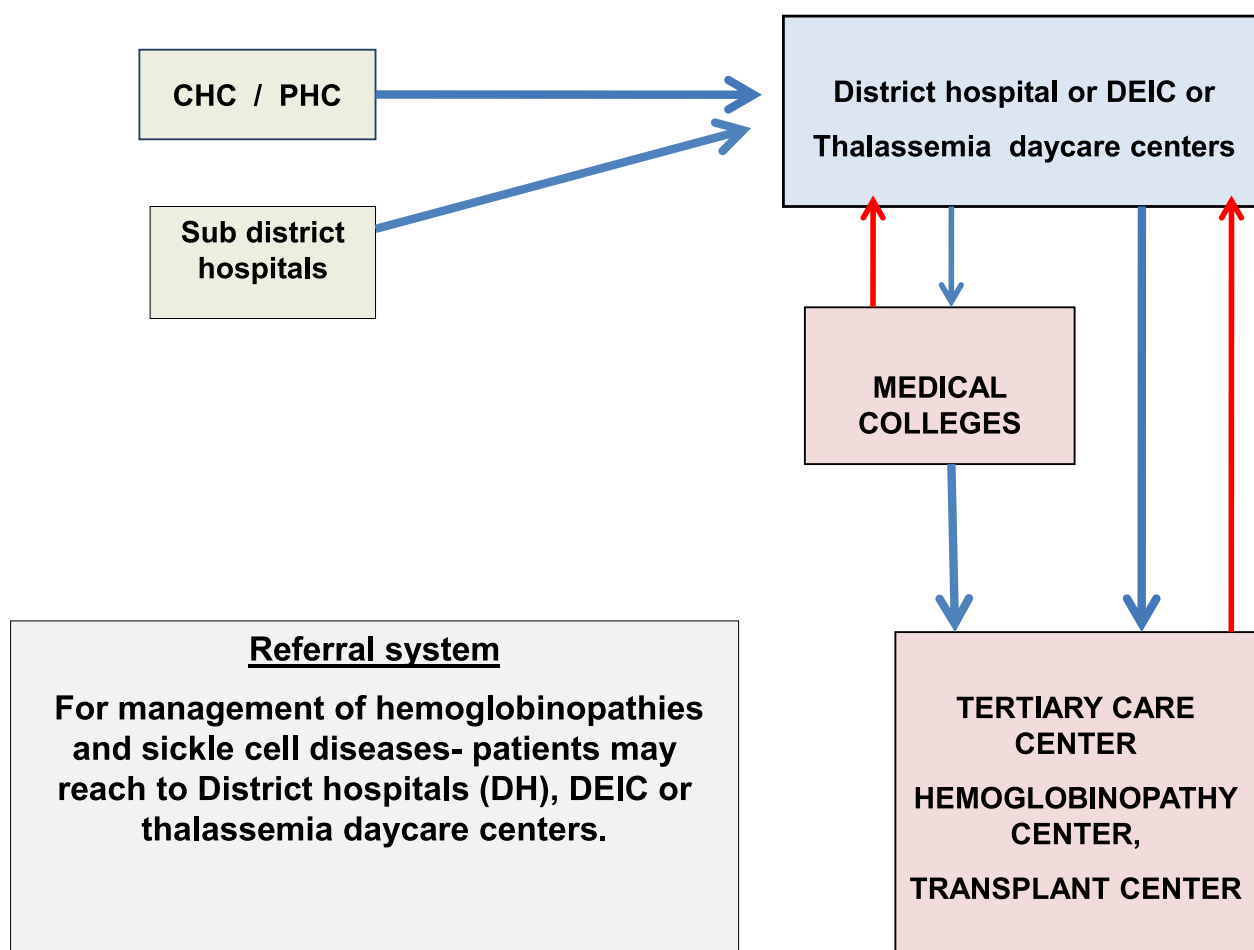 CHC / PHC
District hospital or DEIC or
Thalassemia daycare centers
Sub district
hospitals
MEDICAL
COLLEGES
Referral system
For management of hemoglobinopathies
and sickle cell diseases- patients may
reach to District hospitals (DH), DEIC or
thalassemia daycare centers.
TERTIARY CARE
CENTER
HEMOGLOBINOPATHY
CENTER,
TRANSPLANT CENTER